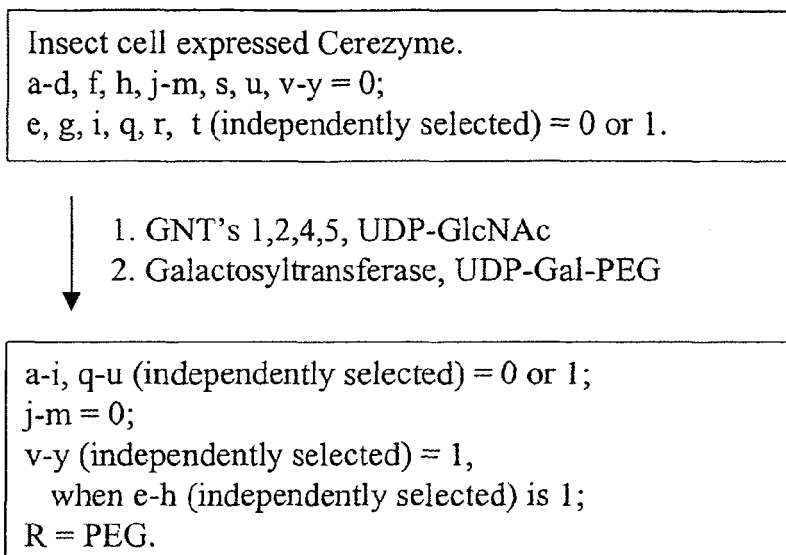 Insect cell expressed Cerezyme.
a-d, f, h, j-m, s, u, v-y = 0;
e, g, i, q, r, t (independently selected) = 0 or 1.
1. GNT's 1,2,4,5, UDP-GlcNAc
2. Galactosyltransferase, UDP-Gal-PEG
a-i, q-u (independently selected) = 0 or 1;
j-m = 0;
v-y (independently selected) = 1,
when e-h (independently selected) is 1;
R = PEG.